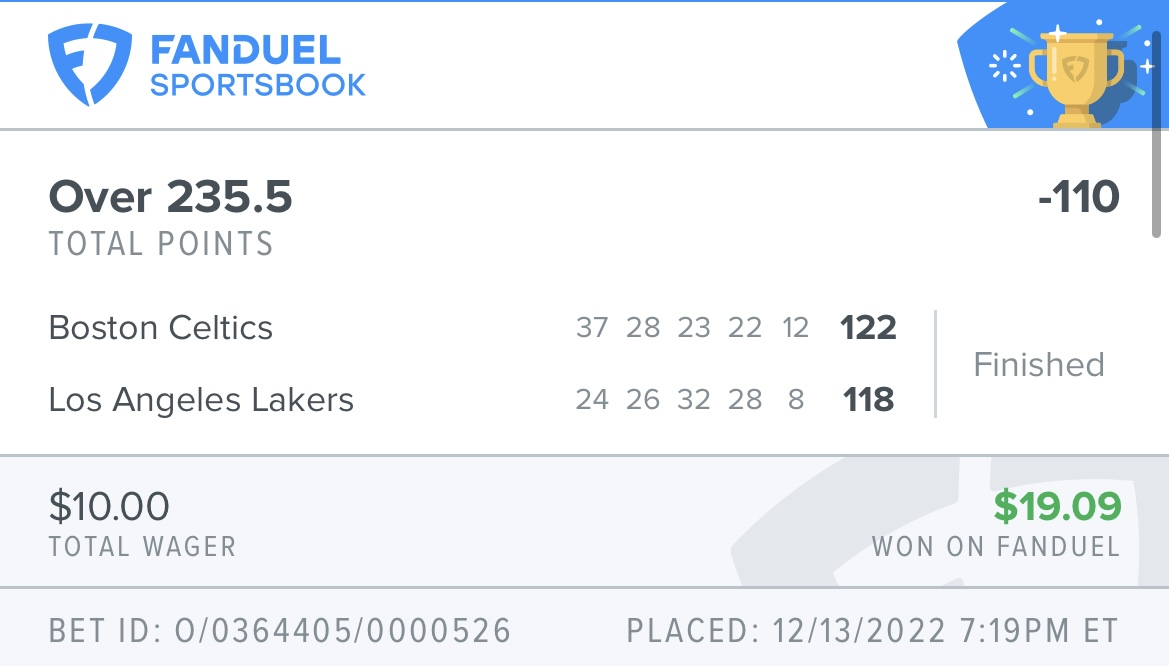 FANDUEL
SPORTSBOOK
Over 235.5 -110
TOTAL POINTS
Boston Celtics 37 28 23 22 12 122
Finished
Los Angeles Lakers 24 26 32 28 8 118
$10.00 $19.09
TOTAL WAGER WON ON FANDUEL
BET ID: O/0364405/0000526 PLACED: 12/13/2022 7:19PM ET